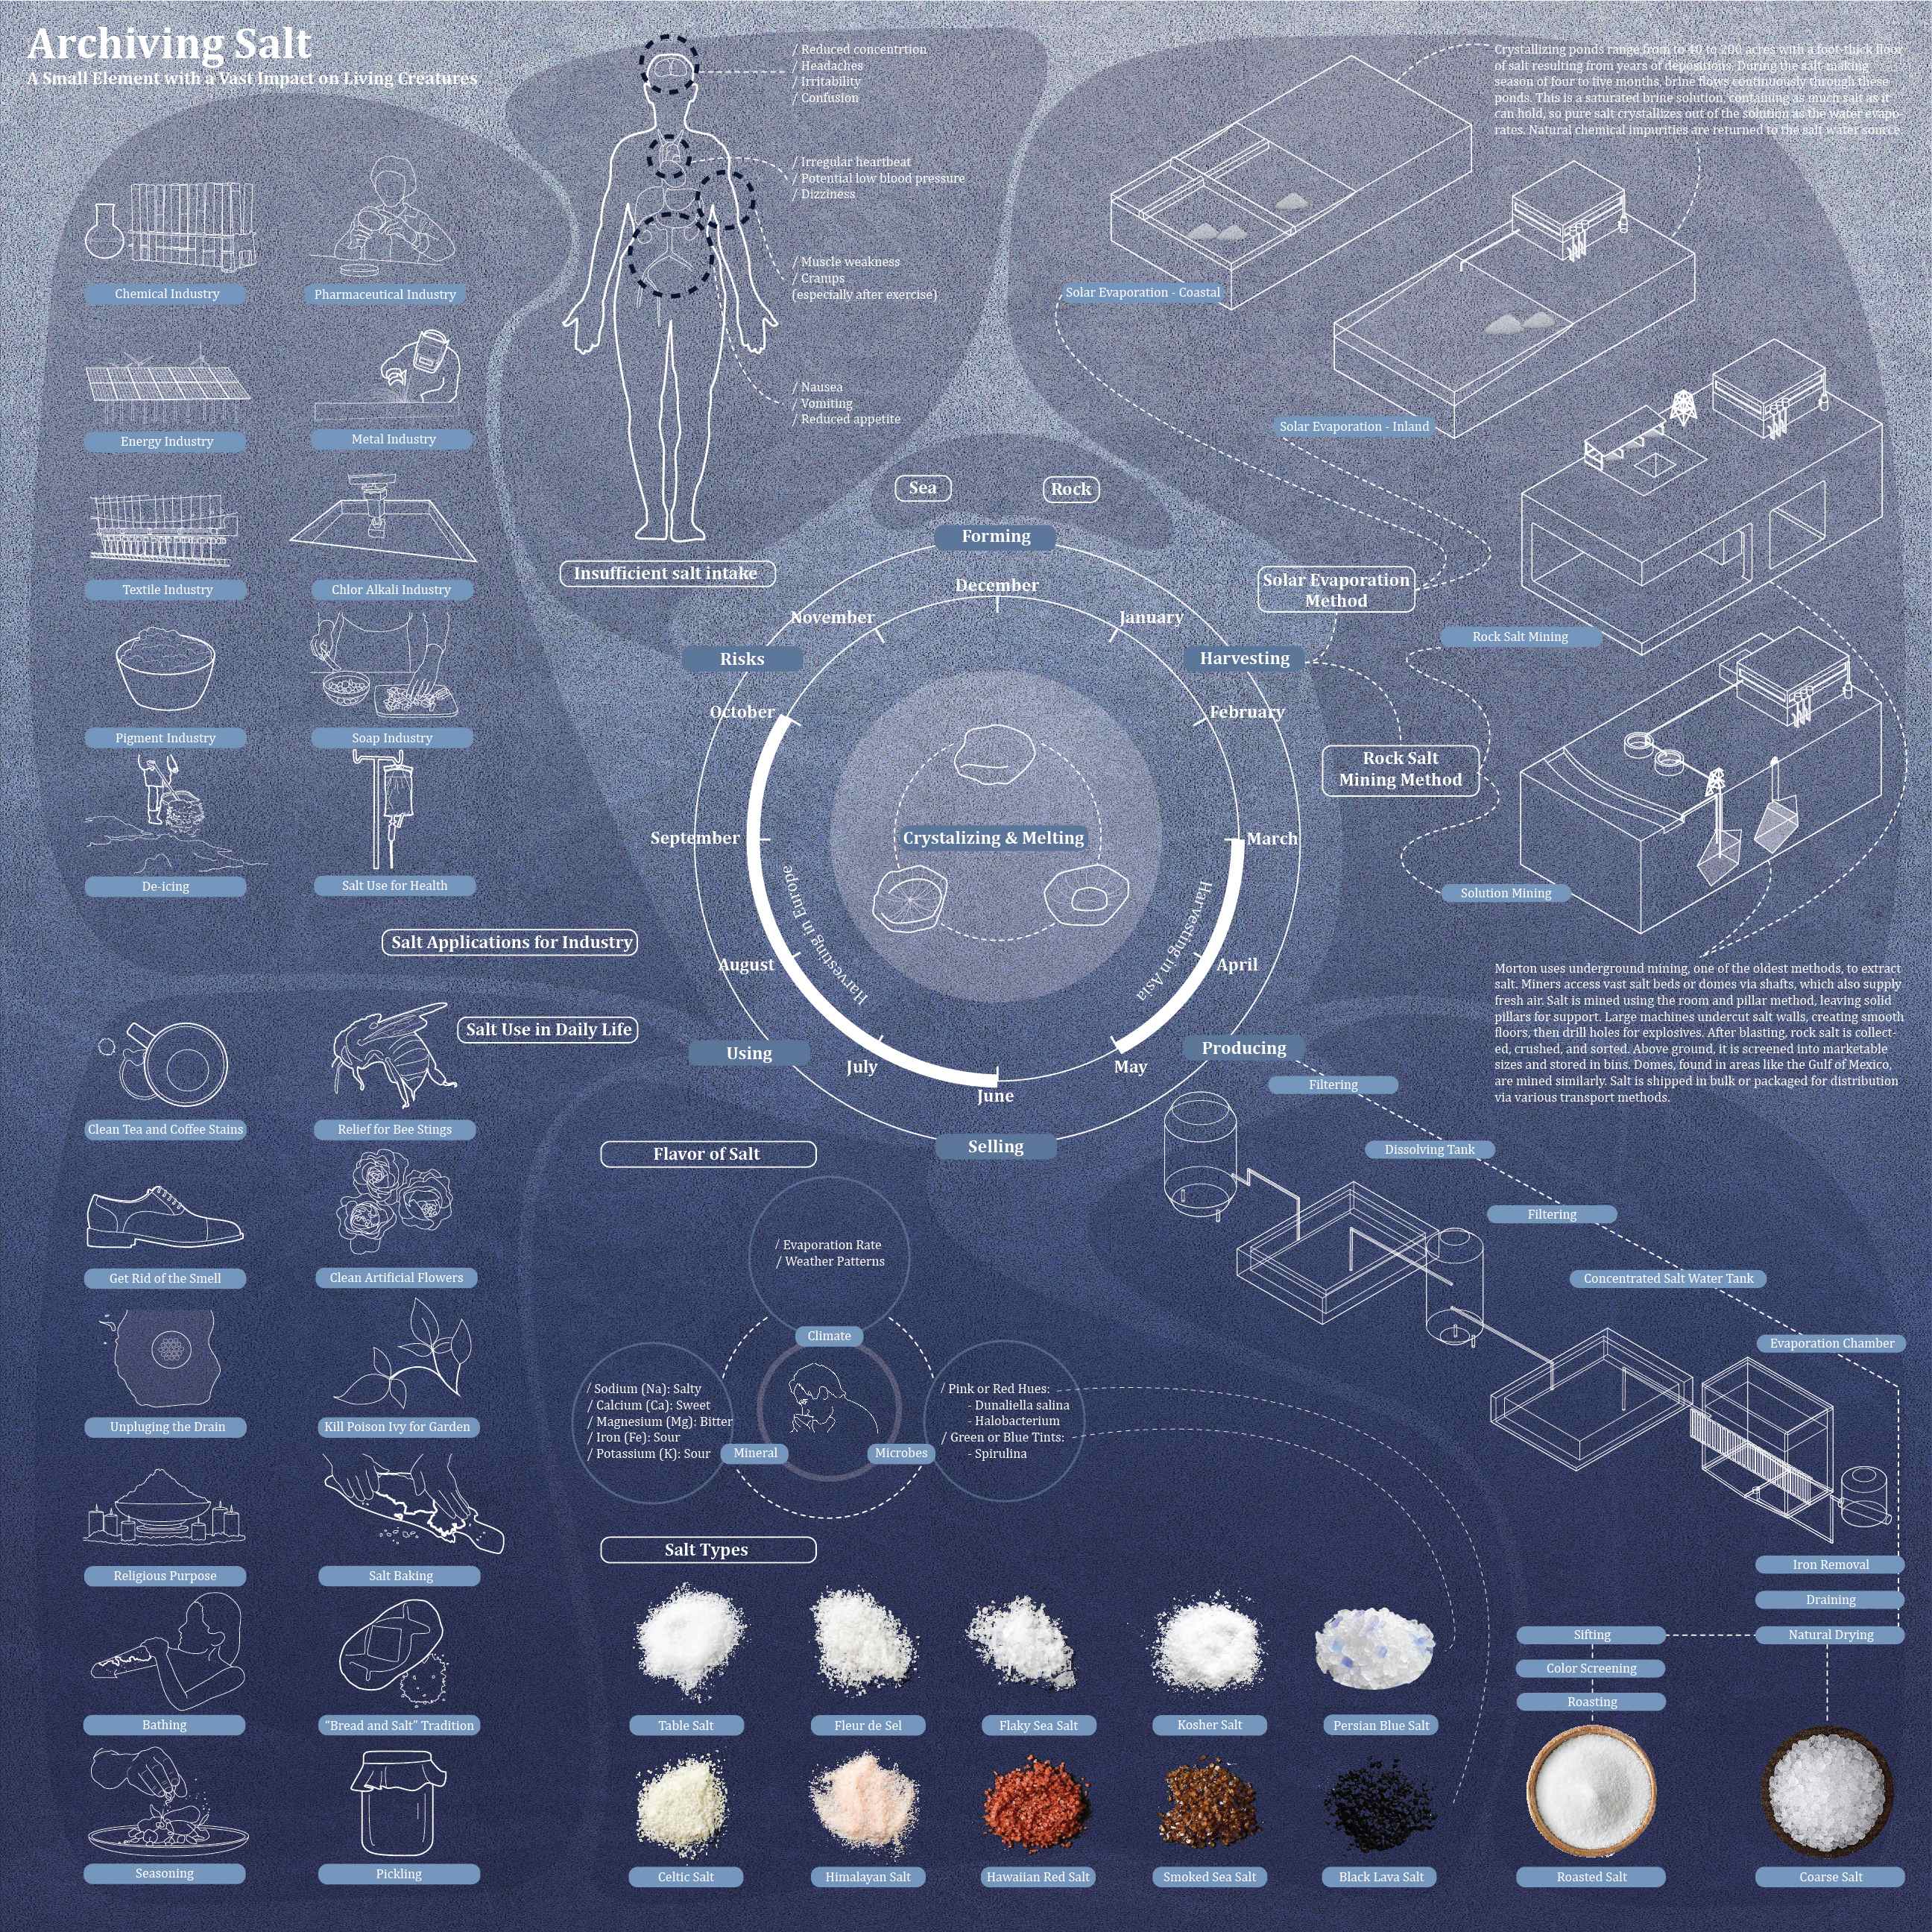 Archiving Salt
A Small Element with a Vast Impact on Living Creatures
Chemical Industry
Pharmaceutical Industry
Energy Industry
Metal Industry
Textile Industry
Chlor Alkali Industry
Pigment Industry
Soap Industry
De-icing
Salt Use for Health
Salt Applications for Industry
/ Reduced concentrtion
/ Headaches
/ Irritability
/ Confusion
/ Irregular heartbeat
/ Potential low blood pressure
/ Dizziness
/ Muscle weakness
/ Cramps
(especially after exercise)
/ Nausea
/ Vomiting
/ Reduced appetite
Insufficient salt intake
Crystallizing ponds range from to 40 to 200 acres with a foot-thick floor
of salt resulting from years of depositions. During the salt-making
season of four to five months, brine flows continuously through these
ponds. This is a saturated brine solution, containing as much salt as it
can hold, so pure salt crystallizes out of the solution as the water evapo-
rates. Natural chemical impurities are returned to the salt water source.
Solar Evaporation - Coastal
Solar Evaporation - Inland
Rock Salt Mining
Solution Mining
Solar Evaporation
Method
Rock Salt
Mining Method
Morton uses underground mining, one of the oldest methods, to extract
salt. Miners access vast salt beds or domes via shafts, which also supply
fresh air. Salt is mined using the room and pillar method, leaving solid
pillars for support. Large machines undercut salt walls, creating smooth
floors, then drill holes for explosives. After blasting, rock salt is collect-
ed, crushed, and sorted. Above ground, it is screened into marketable
sizes and stored in bins. Domes, found in areas like the Gulf of Mexico,
are mined similarly. Salt is shipped in bulk or packaged for distribution
via various transport methods.
Sea
Rock
Forming
Harvesting
Producing
Selling
Using
Risks
December
January
February
March
April
May
June
July
August
September
October
November
Crystalizing & Melting
Harvesting in Europe
Harvesting in Asia
Salt Use in Daily Life
Clean Tea and Coffee Stains
Relief for Bee Stings
Get Rid of the Smell
Clean Artificial Flowers
Unpluging the Drain
Kill Poison Ivy for Garden
Religious Purpose
Salt Baking
Bathing
“Bread and Salt” Tradition
Seasoning
Pickling
Flavor of Salt
/ Evaporation Rate
/ Weather Patterns
Climate
/ Sodium (Na): Salty
/ Calcium (Ca): Sweet
/ Magnesium (Mg): Bitter
/ Iron (Fe): Sour
/ Potassium (K): Sour
Mineral
Microbes
/ Pink or Red Hues:
- Dunaliella salina
- Halobacterium
/ Green or Blue Tints:
- Spirulina
Salt Types
Table Salt
Fleur de Sel
Flaky Sea Salt
Kosher Salt
Persian Blue Salt
Celtic Salt
Himalayan Salt
Hawaiian Red Salt
Smoked Sea Salt
Black Lava Salt
Filtering
Dissolving Tank
Filtering
Concentrated Salt Water Tank
Evaporation Chamber
Iron Removal
Draining
Natural Drying
Sifting
Color Screening
Roasting
Roasted Salt
Coarse Salt